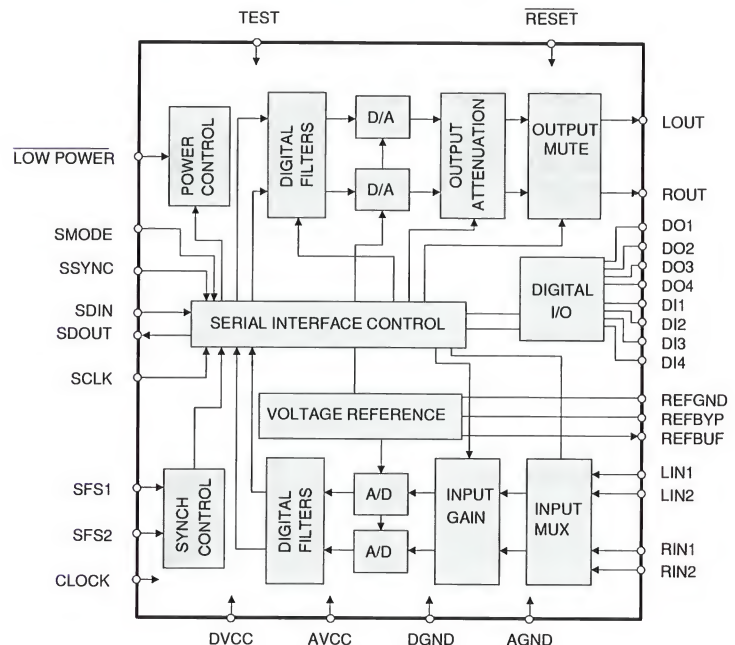 TEST
RESET
LOW POWER
SMODE
SSYNC
SDIN
SDOUT
SCLK
SFS1
SFS2
CLOCK
POWER
CONTROL
DIGITAL
FILTERS
D/A
D/A
OUTPUT
ATTENUATION
OUTPUT
MUTE
LOUT
ROUT
DO1
DO2
DO3
DO4
DI1
DI2
DI3
DI4
DIGITAL
I/O
SERIAL INTERFACE CONTROL
VOLTAGE REFERENCE
REFGND
REFBYP
REFBUF
SYNCH
CONTROL
DIGITAL
FILTERS
A/D
A/D
INPUT
GAIN
INPUT
MUX
LIN1
LIN2
RIN1
RIN2
DVCC
AVCC
DGND
AGND